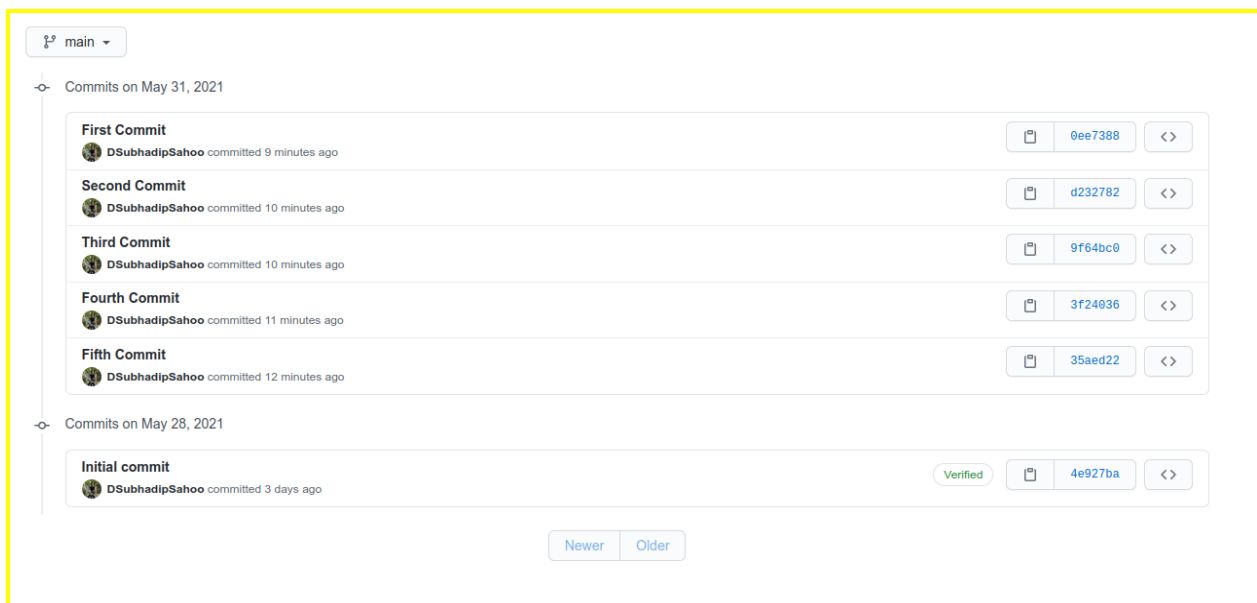 main
Commits on May 31, 2021
First Commit
DSubhadipSahoo committed 9 minutes ago
0ee7388
Second Commit
DSubhadipSahoo committed 10 minutes ago
d232782
Third Commit
DSubhadipSahoo committed 10 minutes ago
9f64bc0
Fourth Commit
DSubhadipSahoo committed 11 minutes ago
3f24036
Fifth Commit
DSubhadipSahoo committed 12 minutes ago
35aed22
Commits on May 28, 2021
Initial commit
DSubhadipSahoo committed 3 days ago
Verified 4e927ba
Newer Older